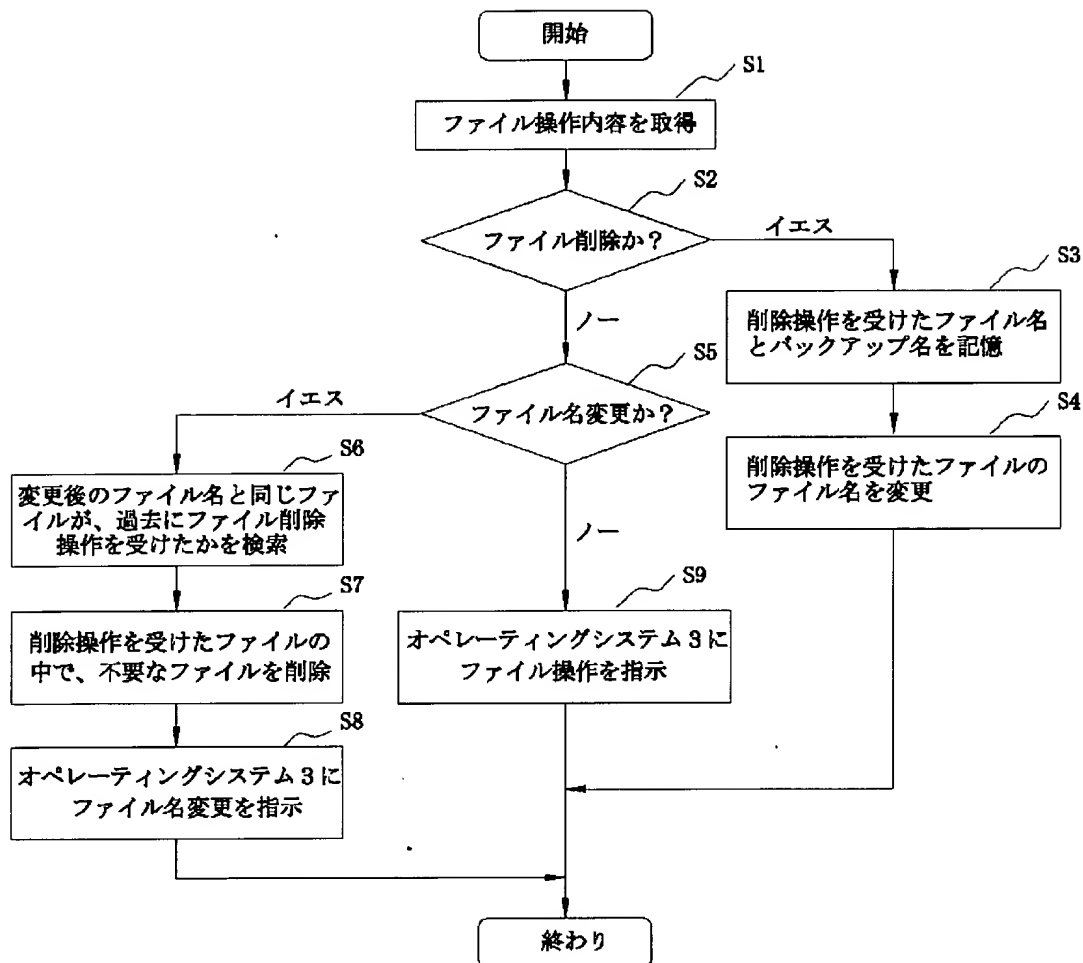 開始
S1
ファイル操作内容を取得
S2
ファイル削除か?
イエス
S3
削除操作を受けたファイル名
とバックアップ名を記憶
ノー
S5
ファイル名変更か?
イエス
S4
削除操作を受けたファイルの
ファイル名を変更
S6
変更後のファイル名と同じファ
イルが、過去にファイル削除
操作を受けたかを検索
ノー
S7
削除操作を受けたファイルの
中で、不要なファイルを削除
S9
オペレーティングシステム3に
ファイル操作を指示
S8
オペレーティングシステム3に
ファイル名変更を指示
終わり